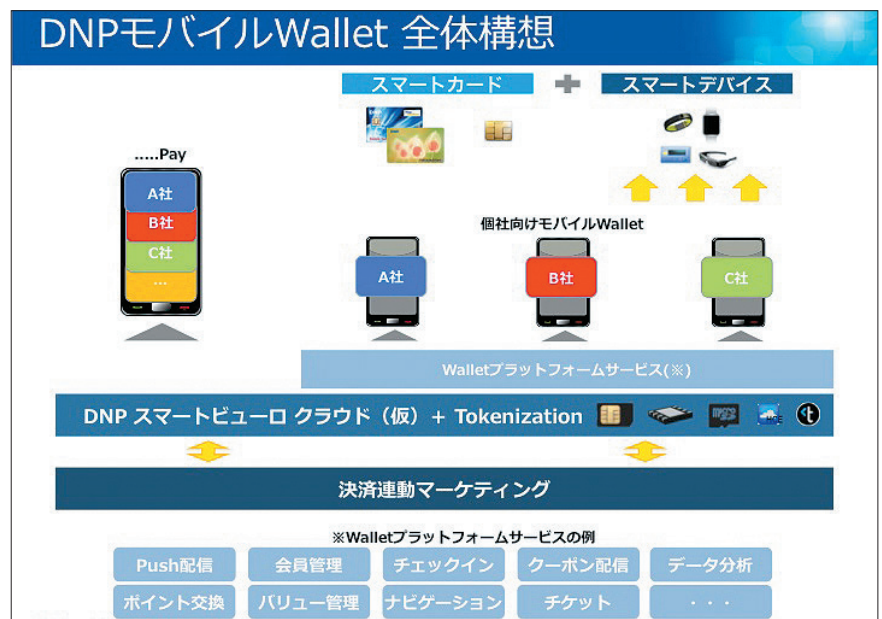 DNPモバイルWallet 全体構想
スマートカード
スマートデバイス
.....Pay
A社
B社
C社
...
個社向けモバイルWallet
A社
B社
C社
Walletプラットフォームサービス(※)
DNP スマートビューロ クラウド（仮）+ Tokenization
HCE
決済連動マーケティング
※Walletプラットフォームサービスの例
Push配信
会員管理
チェックイン
クーポン配信
データ分析
ポイント交換
バリュー管理
ナビゲーション
チケット
・・・